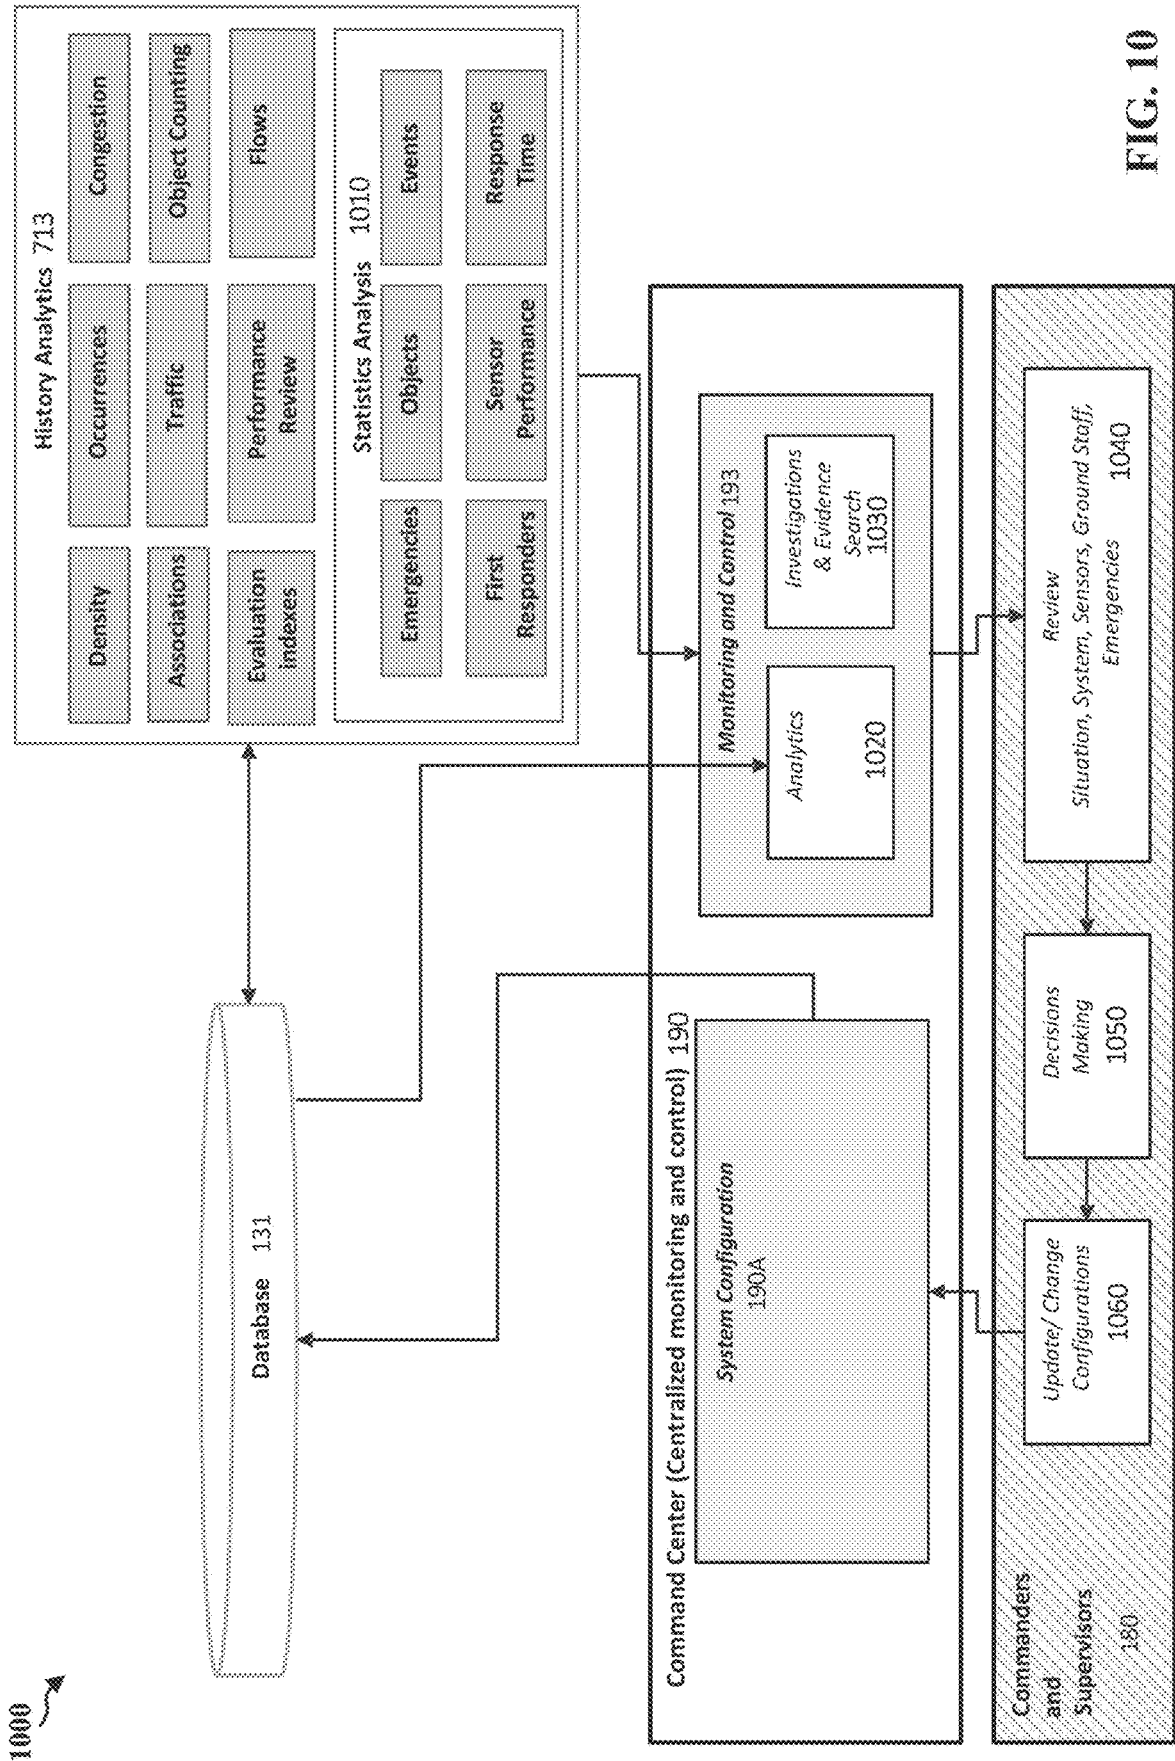 1000
Database 131
History Analytics 713
Density
Occurrences
Congestion
Associations
Traffic
Object Counting
Evaluation
Indexes
Performance
Review
Flows
Statistics Analysis 1010
Emergencies
Objects
Events
First
Responders
Sensor
Performance
Response
Time
Command Center (Centralized monitoring and control) 190
System Configuration
190A
Monitoring and Control 193
Analytics
1020
Investigations
& Evidence
Search
1030
Commanders
and
Supervisors
180
Update/ Change
Configurations
1060
Decisions
Making
1050
Review
Situation, System, Sensors, Ground Staff,
Emergencies
1040
FIG. 10